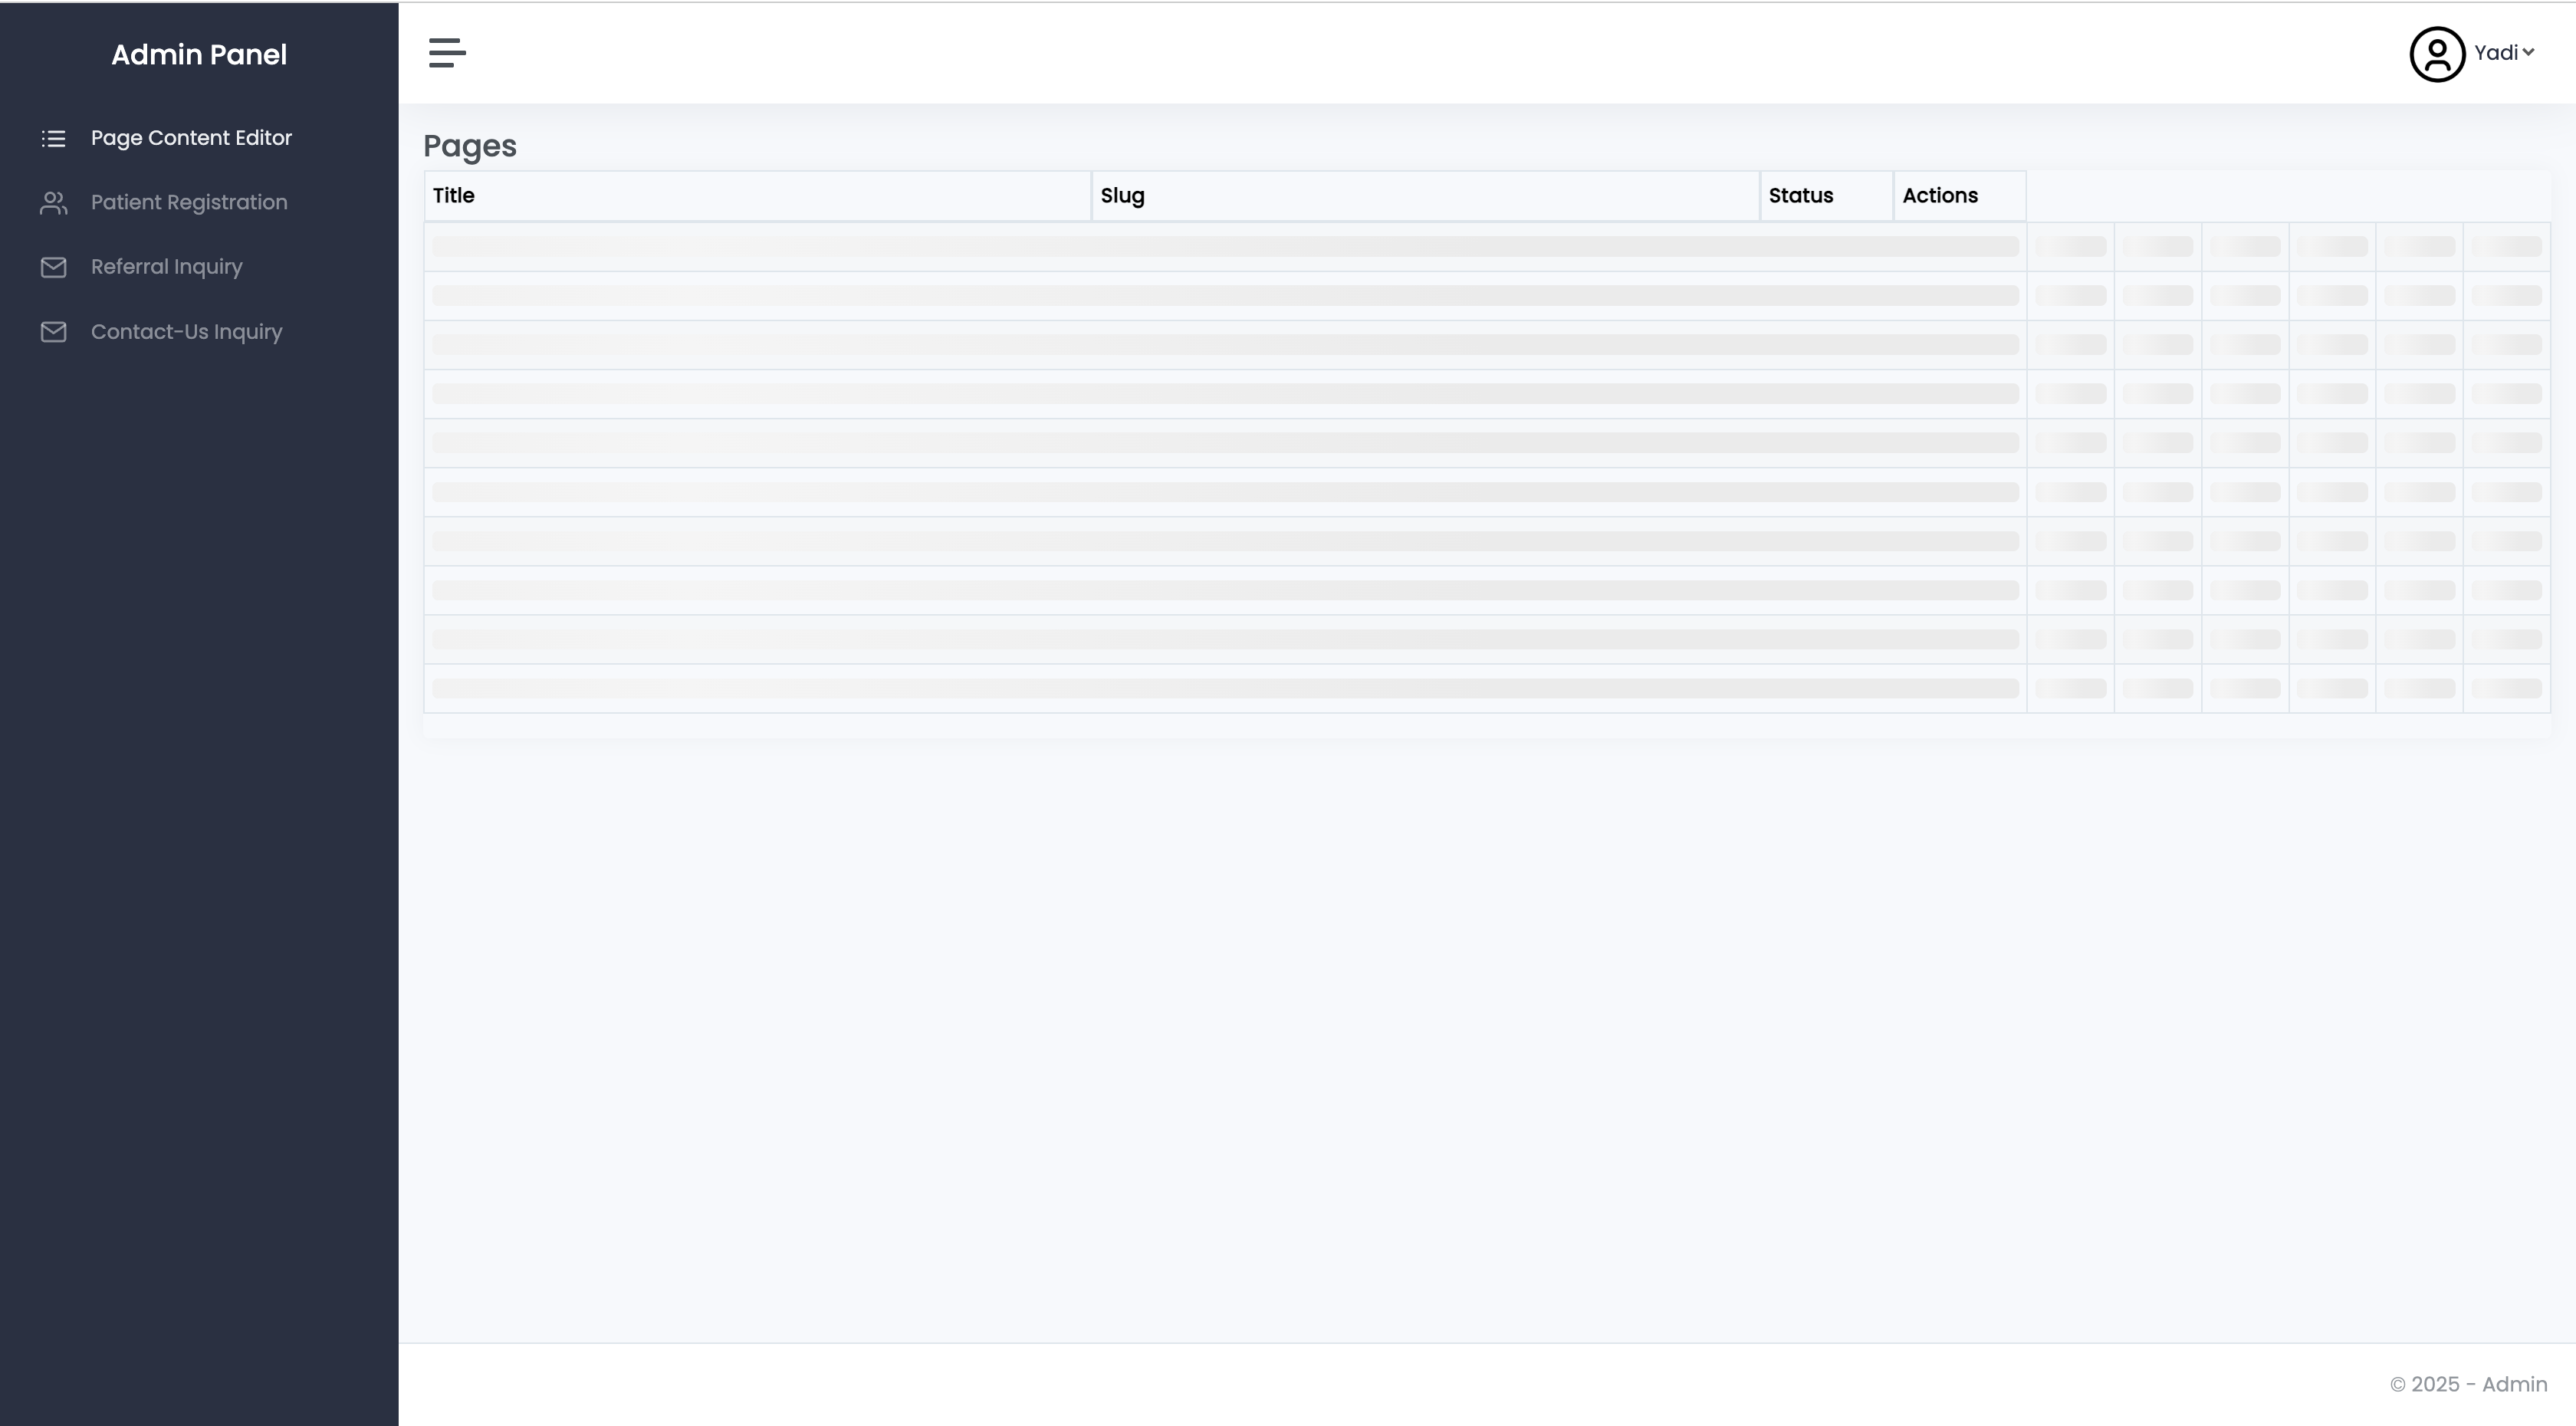 Admin Panel
Page Content Editor
Patient Registration
Referral Inquiry
Contact-Us Inquiry
Yadi
Pages
Title Slug Status Actions
© 2025 - Admin